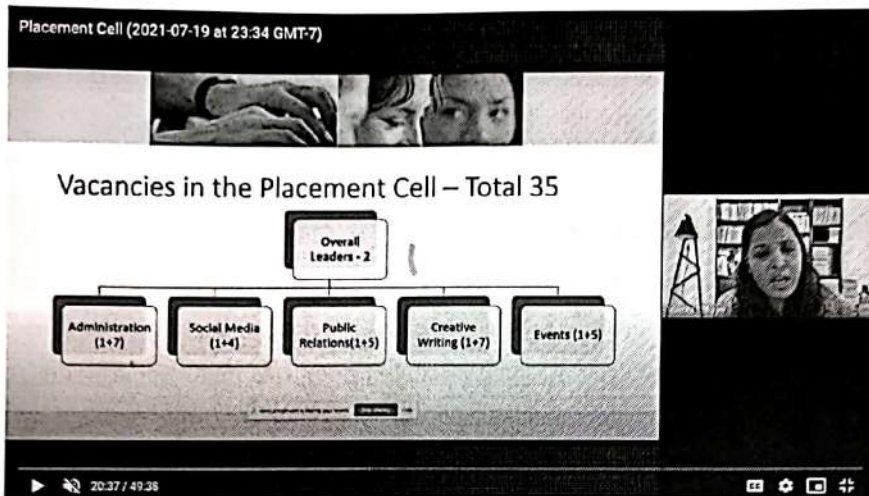 Placement Cell (2021-07-19 at 23:34 GMT-7)
Vacancies in the Placement Cell – Total 35
Overall
Leaders - 2
Administration
(1+7)
Social Media
(1+4)
Public
Relations(1+5)
Creative
Writing (1+7)
Events (1+5)
20:37 / 49:38
CC